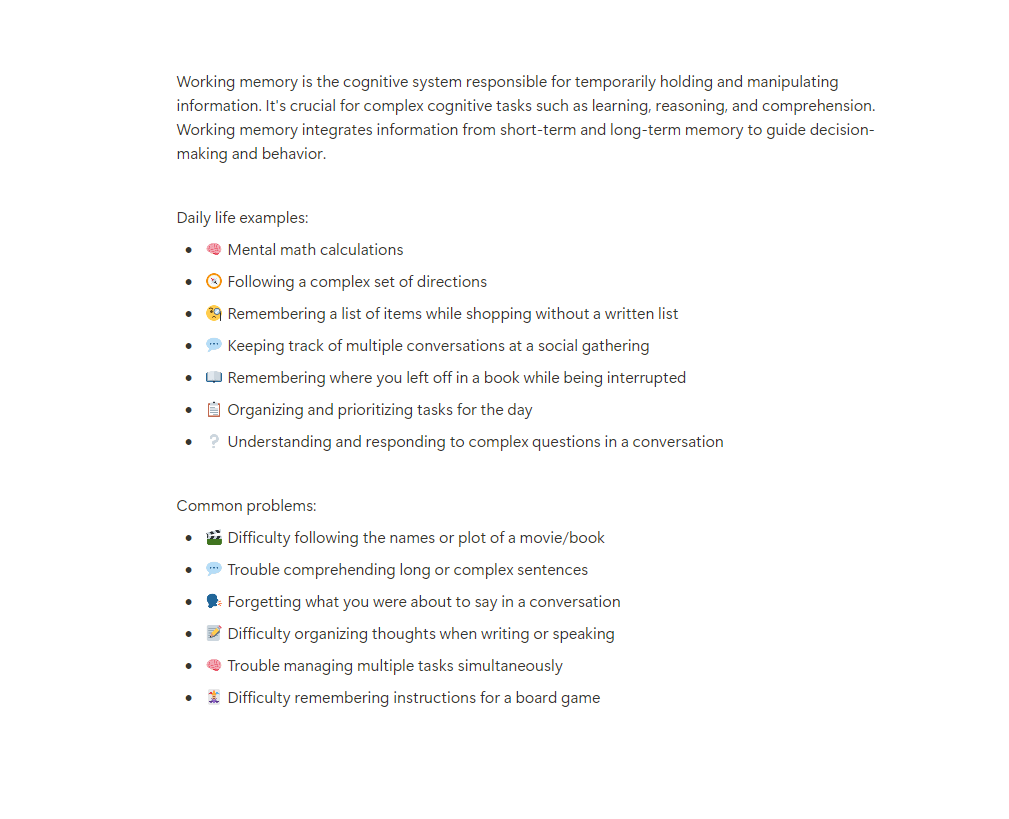 Working memory is the cognitive system responsible for temporarily holding and manipulating
information. It's crucial for complex cognitive tasks such as learning, reasoning, and comprehension.
Working memory integrates information from short-term and long-term memory to guide decision-
making and behavior.
Daily life examples:
• 🧠 Mental math calculations
• 🧭 Following a complex set of directions
• 🧐 Remembering a list of items while shopping without a written list
• 💬 Keeping track of multiple conversations at a social gathering
• 📖 Remembering where you left off in a book while being interrupted
• 📋 Organizing and prioritizing tasks for the day
• ❔ Understanding and responding to complex questions in a conversation
Common problems:
• 🎬 Difficulty following the names or plot of a movie/book
• 💬 Trouble comprehending long or complex sentences
• 🗣️ Forgetting what you were about to say in a conversation
• 📝 Difficulty organizing thoughts when writing or speaking
• 🧠 Trouble managing multiple tasks simultaneously
• 🃏 Difficulty remembering instructions for a board game